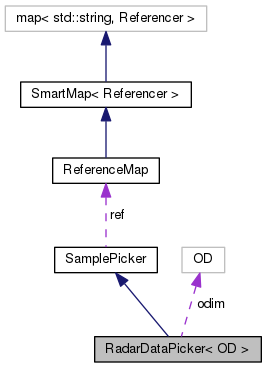 map< std::string, Referencer >
SmartMap< Referencer >
ReferenceMap
ref
SamplePicker
OD
odim
RadarDataPicker< OD >